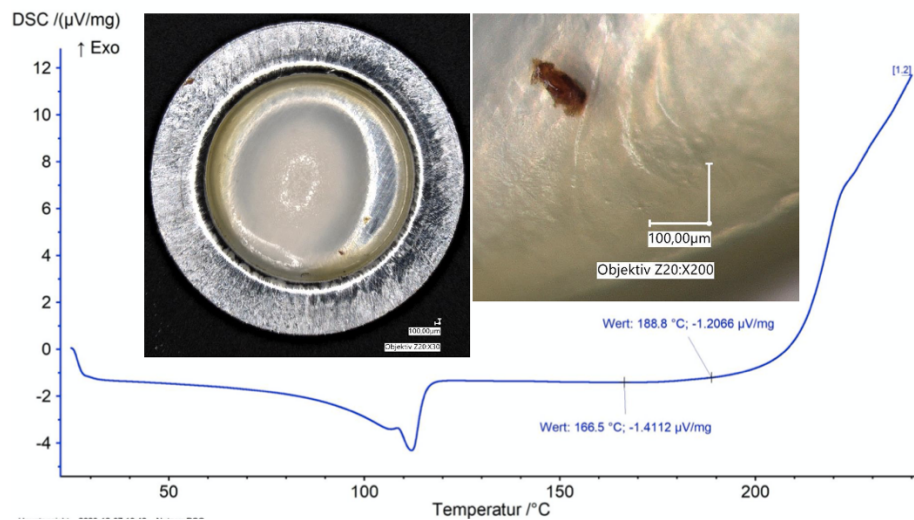 DSC /(μV/mg)
↑ Exo
[1.2]
12
10
8
6
4
2
0
-2
-4
100,00μm
Objektiv Z20:X30
100,00μm
Objektiv Z20:X200
Wert: 188.8 °C; -1.2066 μV/mg
Wert: 166.5 °C; -1.4112 μV/mg
50
100
150
200
Temperatur /°C